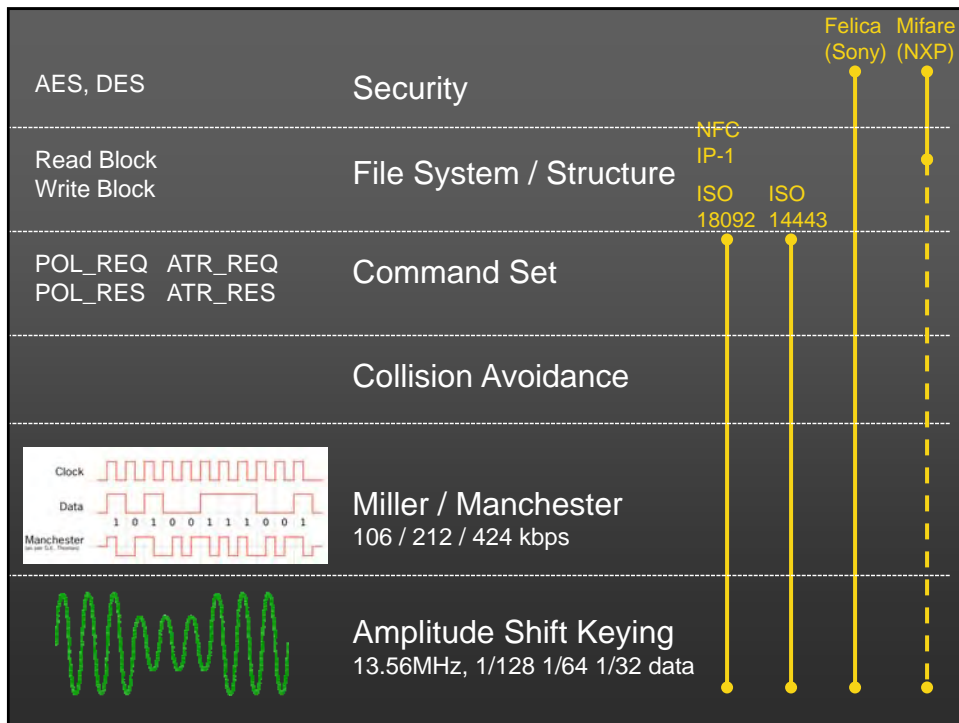 Felica Mifare
(Sony) (NXP)
AES, DES
Security
NFC
IP-1
Read Block
Write Block
File System / Structure
ISO ISO
18092 14443
POL_REQ ATR_REQ
POL_RES ATR_RES
Command Set
Collision Avoidance
Clock
Data
1 0 1 0 0 1 1 1 0 0 1
Manchester
(as per G.E. Thomas)
Miller / Manchester
106 / 212 / 424 kbps
Amplitude Shift Keying
13.56MHz, 1/128 1/64 1/32 data